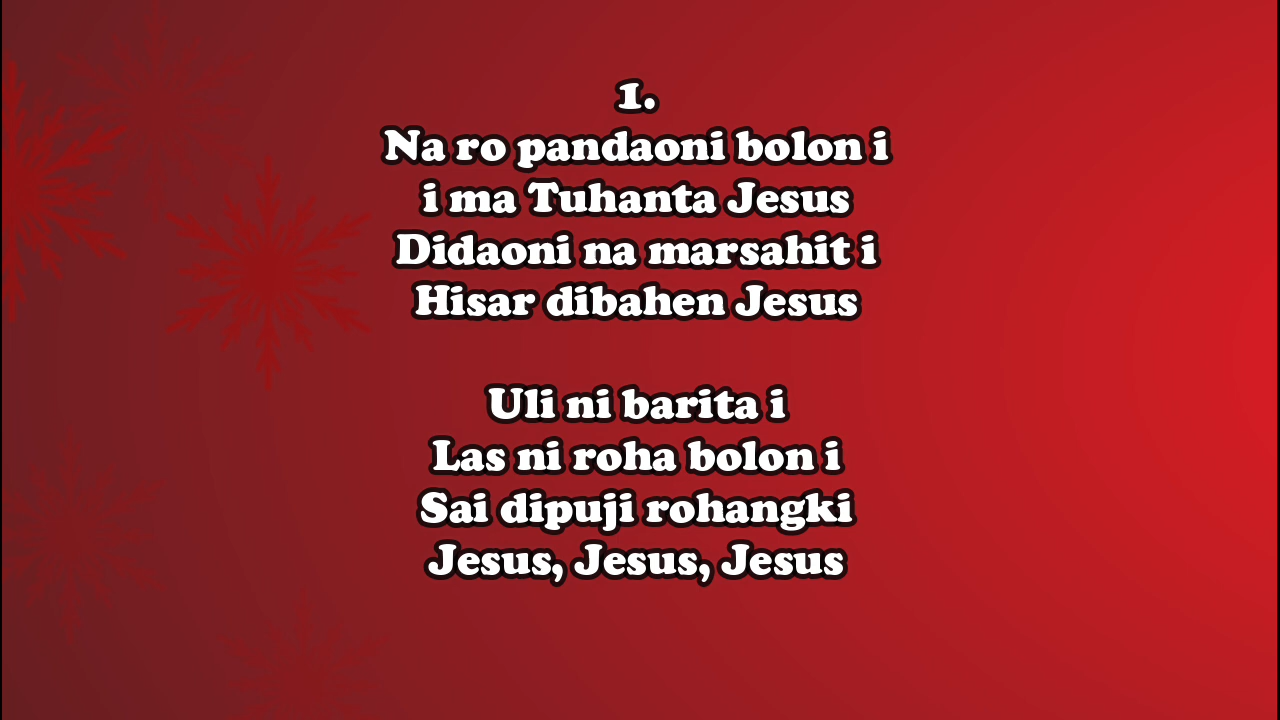 1.
Na ro pandaoni bolon i
i ma Tuhanta Jesus
Didaoni na marsahit i
Hisar dibahen Jesus
Uli ni barita i
Las ni roha bolon i
Sai dipuji rohangki
Jesus, Jesus, Jesus